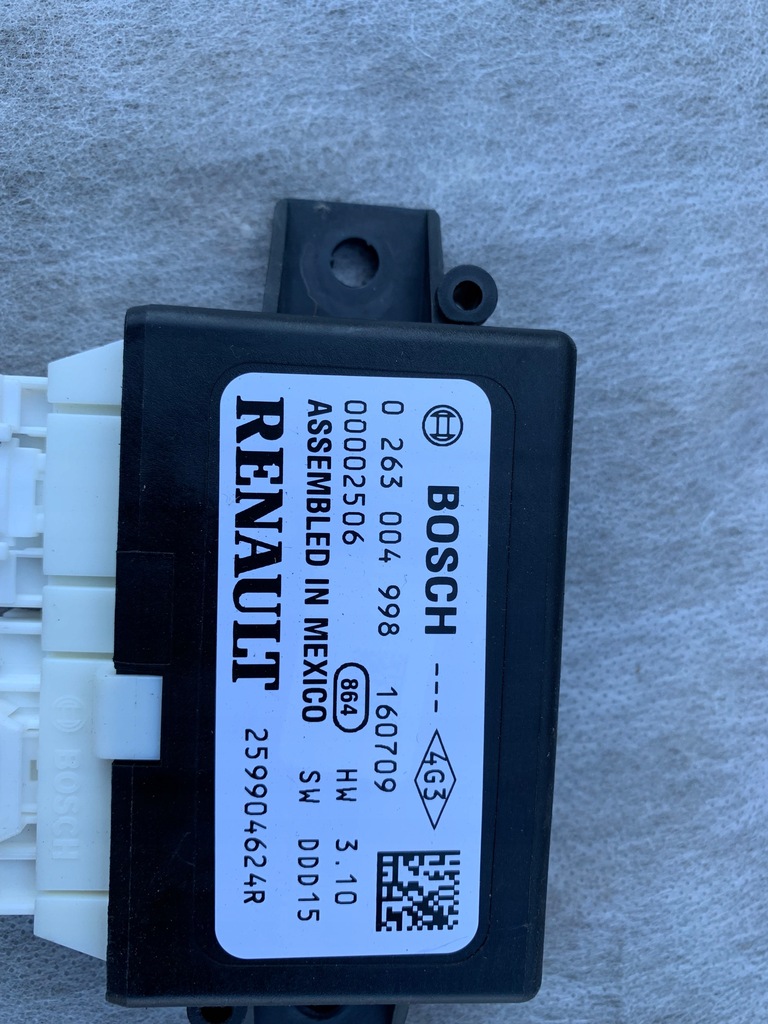 BOSCH --- 4G3
0 263 004 998 160709
00002506 864 HW 3.10
ASSEMBLED IN MEXICO SW DDD15
RENAULT 259904624R
BOSCH